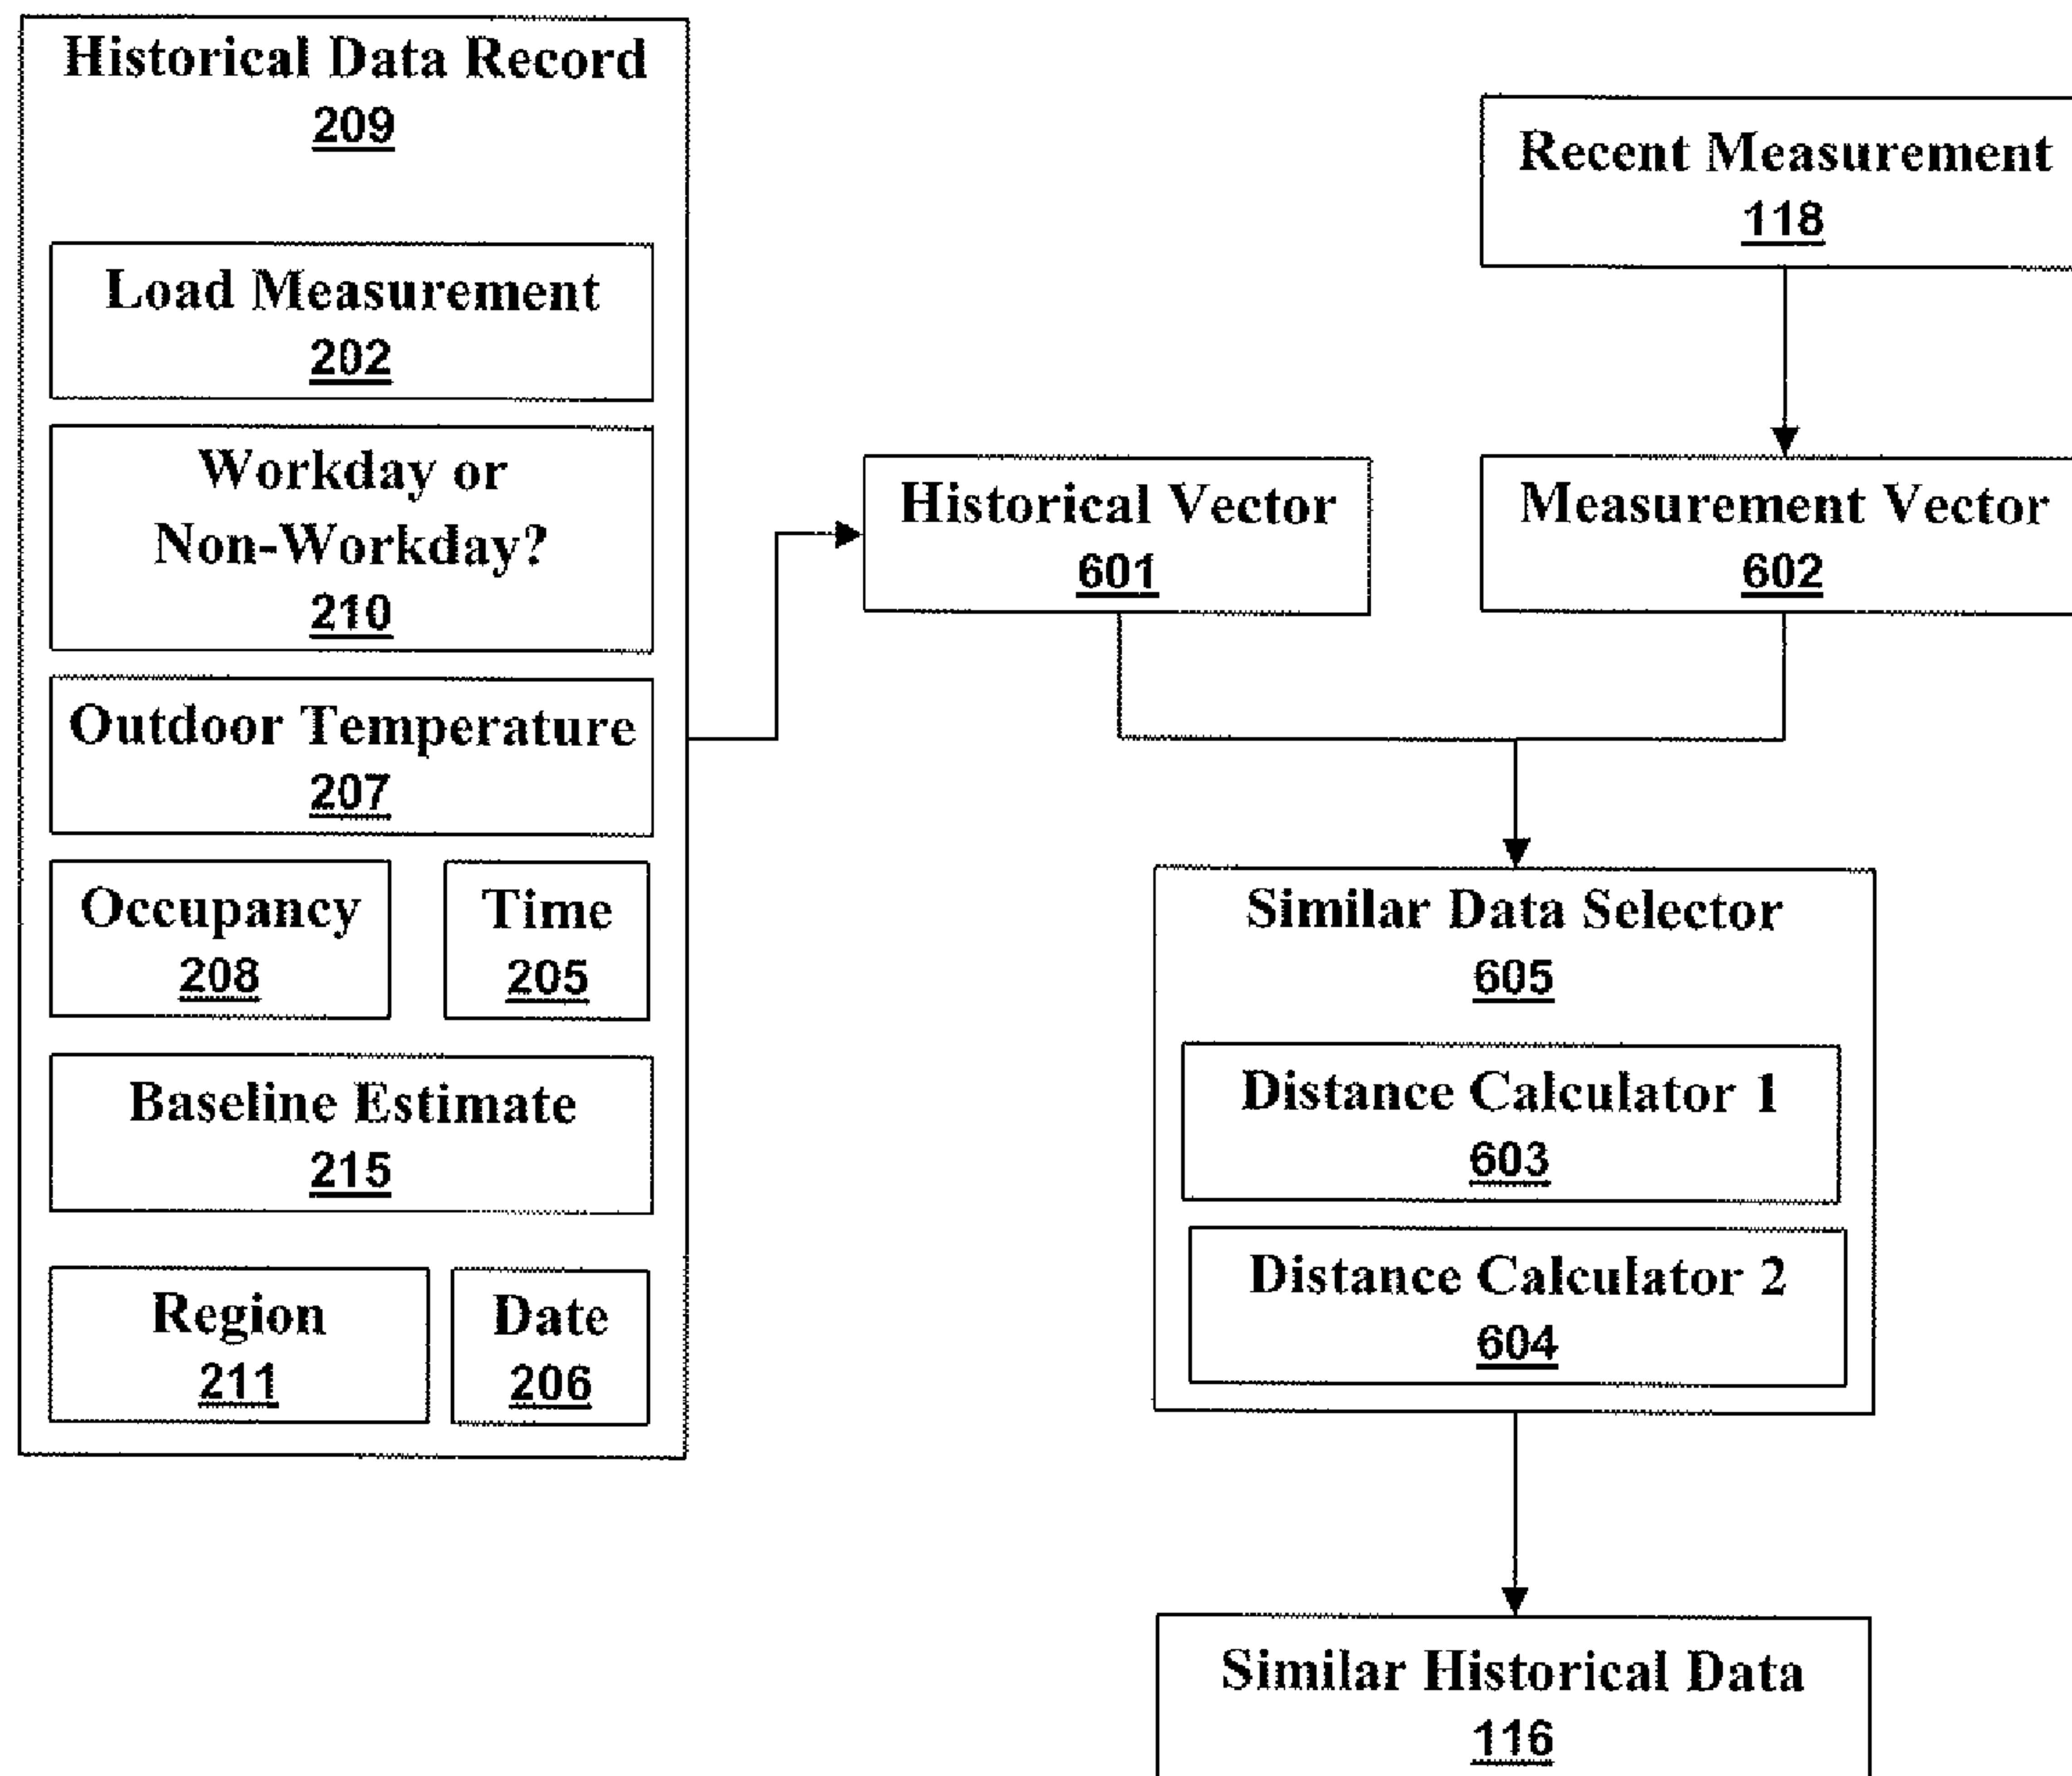 Historical Data Record
209
Load Measurement
202
Workday or
Non-Workday?
210
Outdoor Temperature
207
Occupancy
208
Time
205
Baseline Estimate
215
Region
211
Date
206
Recent Measurement
118
Historical Vector
601
Measurement Vector
602
Similar Data Selector
605
Distance Calculator 1
603
Distance Calculator 2
604
Similar Historical Data
116